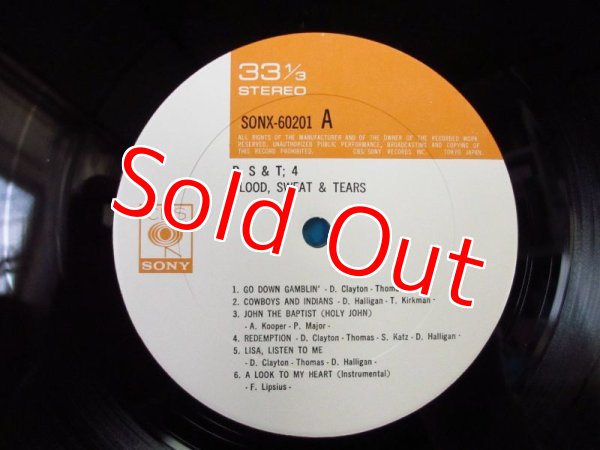 33 1/3
STEREO
SONX-60201 A
ALL RIGHTS OF THE MANUFACTURER AND OF THE OWNER OF THE RECORDED WORK
RESERVED, UNAUTHORIZED PUBLIC PERFORMANCE, BROADCASTING AND COPYING OF
THIS RECORD PROHIBITED. CBS/SONY RECORDS INC. TOKYO JAPAN.
S & T; 4
SWEAT & TEARS
Sold Out
SONY
1. GO DOWN GAMBLIN' - D. Clayton-Thomas
2. COWBOYS AND INDIANS - D. Halligan - T. Kirkman -
3. JOHN THE BAPTIST (HOLY JOHN)
- A. Kooper - P. Major -
4. REDEMPTION - D. Clayton - Thomas - S. Katz - D. Halligan -
5. LISA, LISTEN TO ME
- D. Clayton - Thomas - D. Halligan -
6. A LOOK TO MY HEART (Instrumental)
- F. Lipsius -